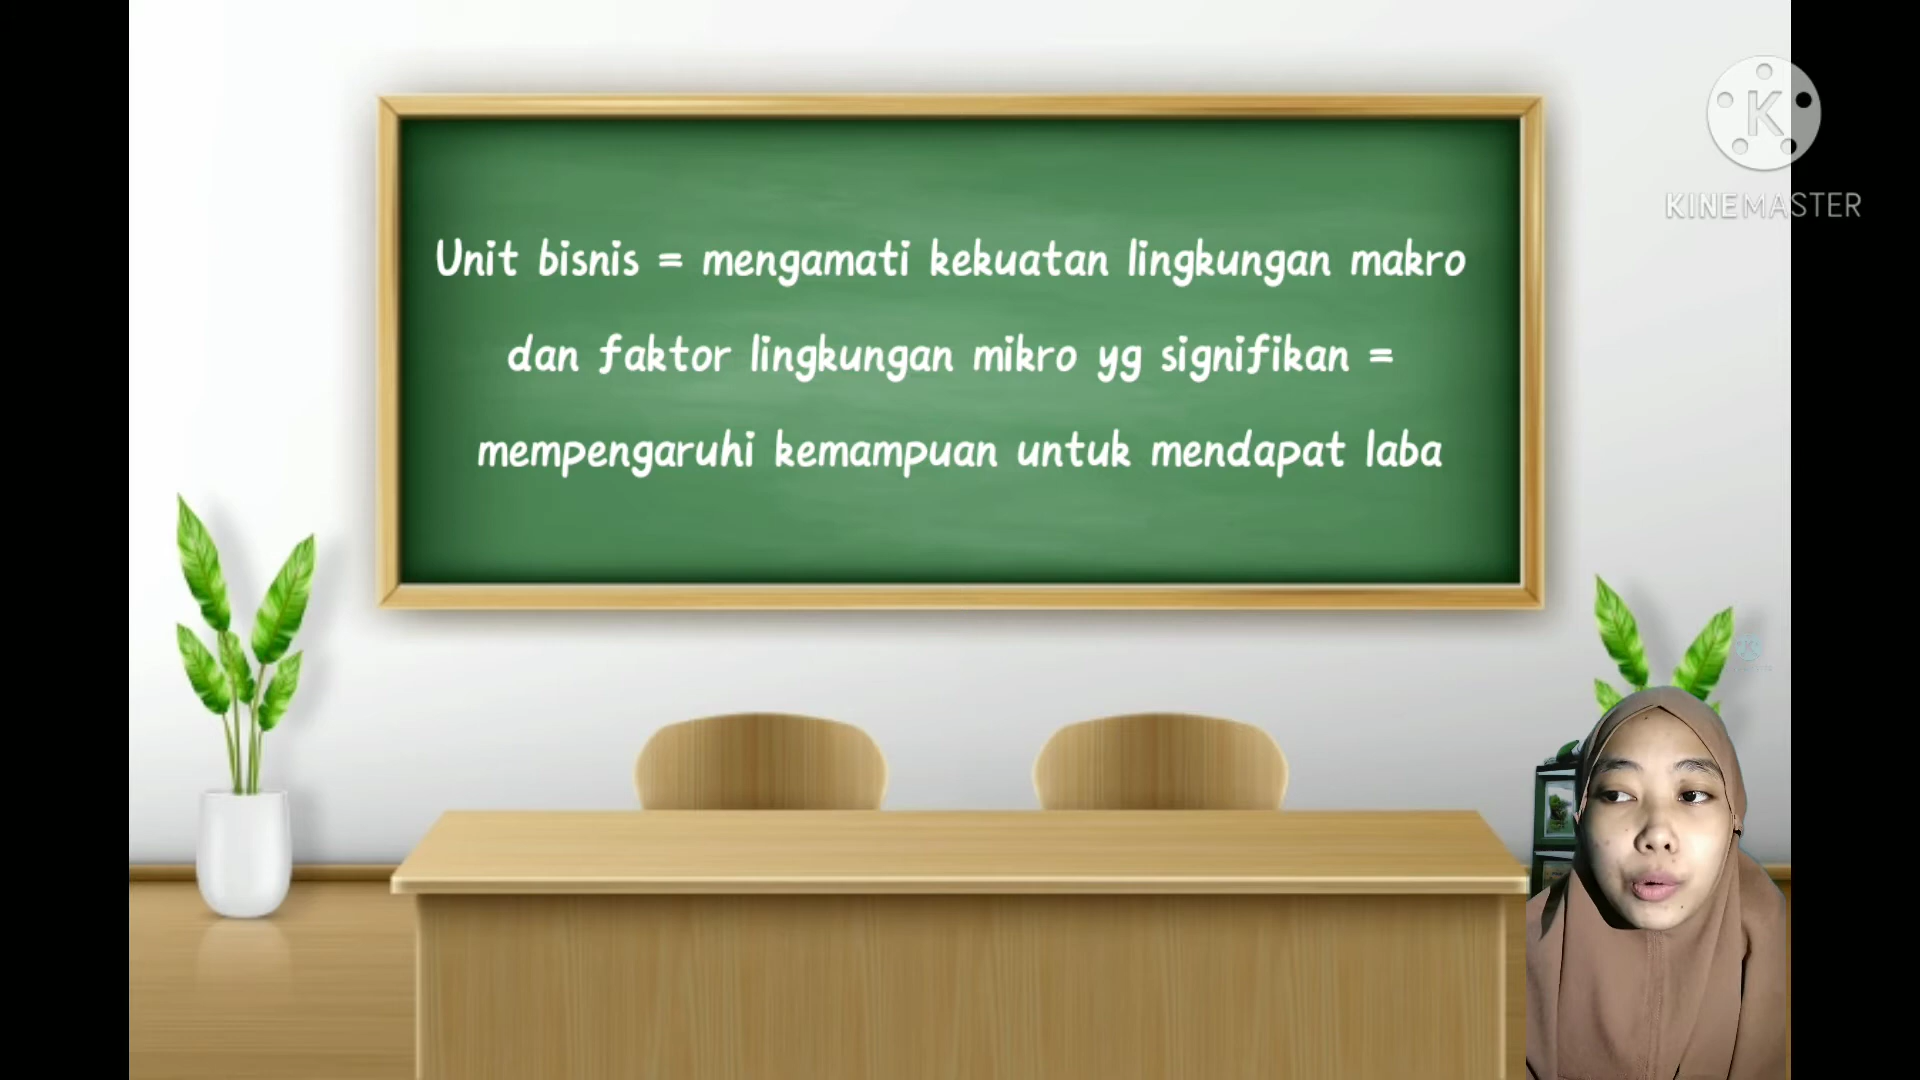 Unit bisnis = mengamati kekuatan lingkungan makro
dan faktor lingkungan mikro yg signifikan =
mempengaruhi kemampuan untuk mendapat laba
K
KINEMASTER